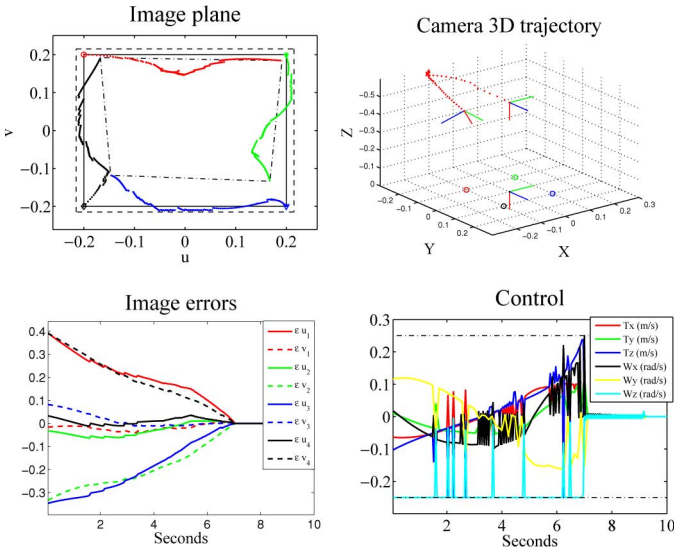 Image plane
0.2
0.1
0
−0.1
−0.2
v
−0.2 −0.1 0 0.1 0.2
u
Camera 3D trajectory
−0.5
−0.4
−0.3
−0.2
−0.1
0
Z
−0.2
−0.1
0
0.1
0.2
Y
−0.2
−0.1
0
0.1
0.2
0.3
X
Image errors
0.4
0.3
0.2
0.1
0
−0.1
−0.2
−0.3
2 4 6 8 10
Seconds
ε u1
ε v1
ε u2
ε v2
ε u3
ε v3
ε u4
ε v4
Control
0.3
0.2
0.1
0
−0.1
−0.2
2 4 6 8 10
Seconds
Tx (m/s)
Ty (m/s)
Tz (m/s)
Wx (rad/s)
Wy (rad/s)
Wz (rad/s)